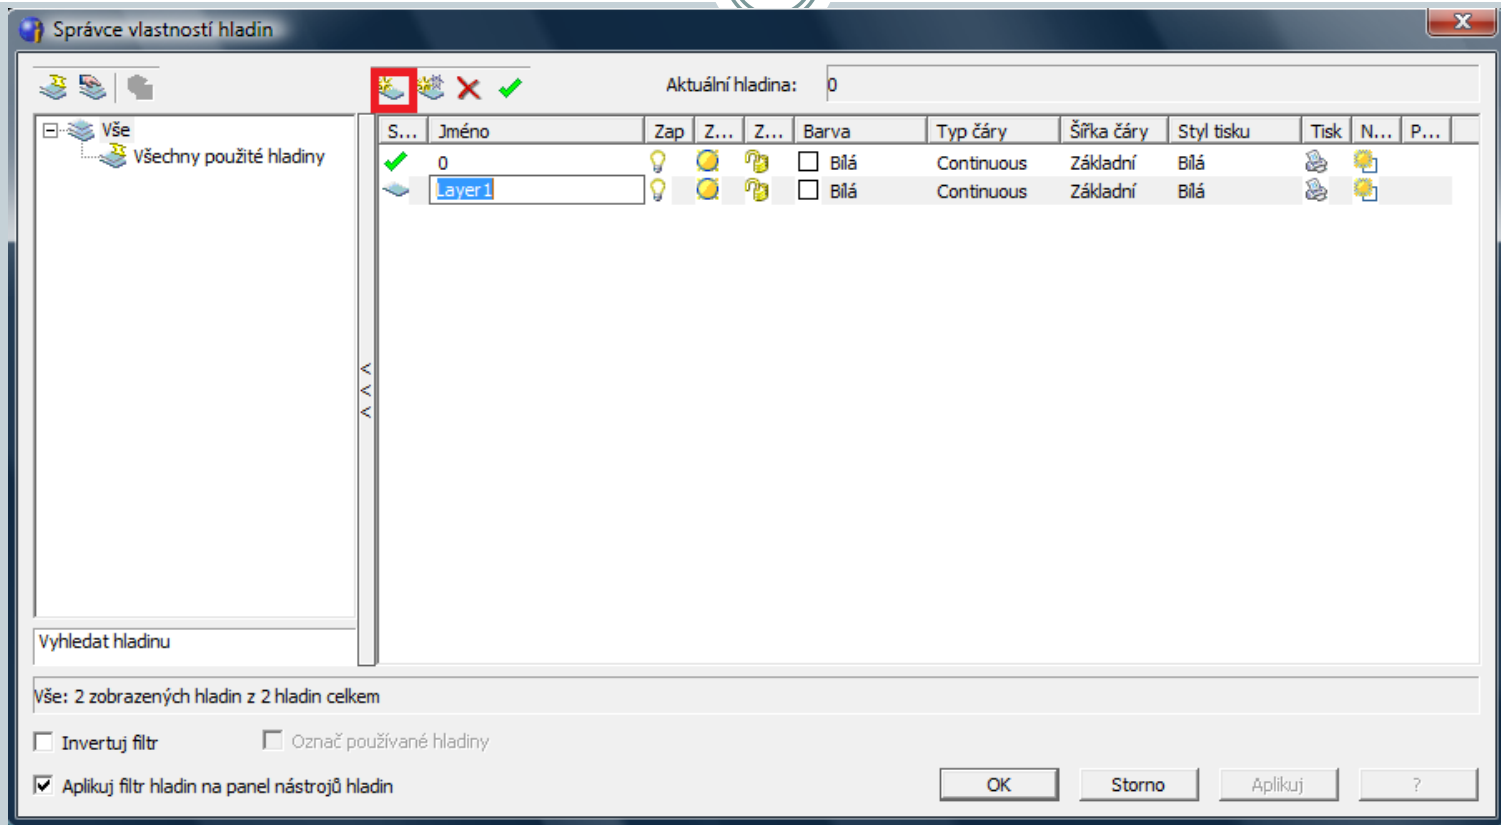 Správce vlastností hladin
Aktuální hladina: 0
Vše
Všechny použité hladiny
S... Jméno Zap Z... Z... Barva Typ čáry Šířka čáry Styl tisku Tisk N... P...
0 Bílá Continuous Základní Bílá
Layer1 Bílá Continuous Základní Bílá
<
<
<
Vyhledat hladinu
Vše: 2 zobrazených hladin z 2 hladin celkem
Invertuj filtr Označ používané hladiny
Aplikuj filtr hladin na panel nástrojů hladin
OK Storno Aplikuj ?